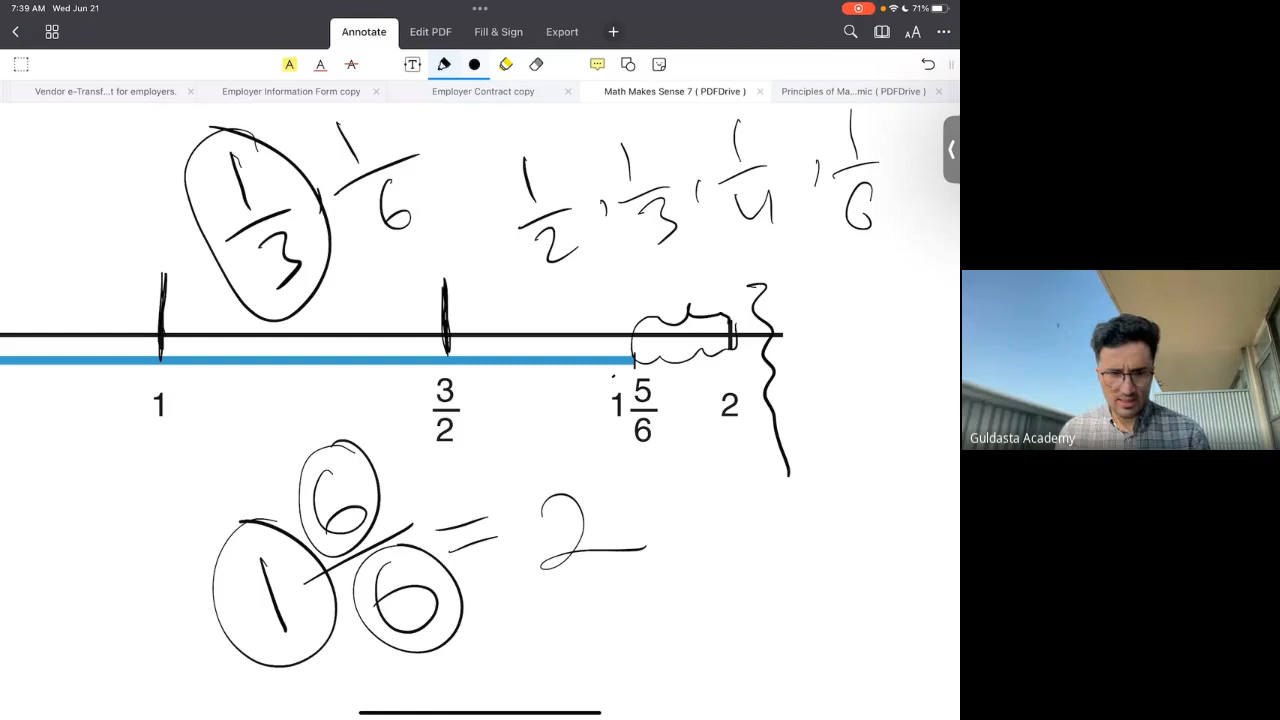 7:39 AM Wed Jun 21
71%
Annotate Edit PDF Fill & Sign Export +
Vendor e-Transf...t for employers. Employer Information Form copy Employer Contract copy Math Makes Sense 7 ( PDFDrive ) Principles of Ma...mic ( PDFDrive )
1/3 1/6 1/2 , 1/3 , 1/4 , 1/6
1 3/2 1 5/6 2
1 6/6 = 2
Guldasta Academy